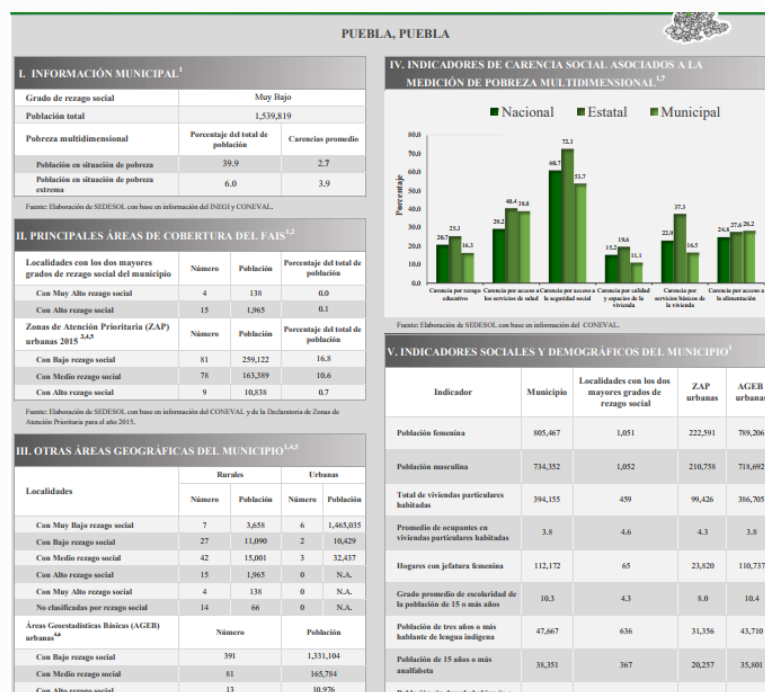 PUEBLA, PUEBLA
I. INFORMACIÓN MUNICIPAL1
Grado de rezago social Muy Bajo
Población total 1,539,819
Pobreza multidimensional Porcentaje del total de población Carencias promedio
Población en situación de pobreza 39.9 2.7
Población en situación de pobreza extrema 6.0 3.9
Fuente: Elaboración de SEDESOL con base en información del INEGI y CONEVAL.
II. PRINCIPALES ÁREAS DE COBERTURA DEL FAIS1,2
Localidades con los dos mayores grados de rezago social del municipio Número Población Porcentaje del total de población
Con Muy Alto rezago social 4 138 0.0
Con Alto rezago social 15 1,965 0.1
Zonas de Atención Prioritaria (ZAP) urbanas 2015 3,4,5 Número Población Porcentaje del total de población
Con Bajo rezago social 81 259,122 16.8
Con Medio rezago social 78 163,389 10.6
Con Alto rezago social 9 10,838 0.7
Fuente: Elaboración de SEDESOL con base en información del CONEVAL y de la Declaratoria de Zonas de
Atención Prioritaria para el año 2015.
III. OTRAS ÁREAS GEOGRÁFICAS DEL MUNICIPIO1,4,5
Localidades Rurales Urbanas
Número Población Número Población
Con Muy Bajo rezago social 7 3,658 6 1,465,035
Con Bajo rezago social 27 11,090 2 10,429
Con Medio rezago social 42 15,001 3 32,437
Con Alto rezago social 15 1,965 0 N.A.
Con Muy Alto rezago social 4 138 0 N.A.
No clasificadas por rezago social 14 66 0 N.A.
Áreas Geoestadísticas Básicas (AGEB) urbanas4,6 Número Población
Con Bajo rezago social 391 1,331,104
Con Medio rezago social 81 165,784
Con Alto rezago social 13 10,976
IV. INDICADORES DE CARENCIA SOCIAL ASOCIADOS A LA
MEDICIÓN DE POBREZA MULTIDIMENSIONAL1,7
Nacional Estatal Municipal
Porcentaje
80.0
70.0
60.0
50.0
40.0
30.0
20.0
10.0
0.0
20.7 25.3 16.3
29.2 40.4 38.8
60.7 72.3 53.7
15.2 19.6 11.1
22.9 37.3 16.5
24.8 27.6 28.2
Carencia por rezago educativo
Carencia por acceso a los servicios de salud
Carencia por acceso a la seguridad social
Carencia por calidad y espacios de la vivienda
Carencia por servicios básicos de la vivienda
Carencia por acceso a la alimentación
Fuente: Elaboración de SEDESOL con base en información del CONEVAL.
V. INDICADORES SOCIALES Y DEMOGRÁFICOS DEL MUNICIPIO1
Indicador Municipio Localidades con los dos mayores grados de rezago social ZAP urbanas AGEB urbanas
Población femenina 805,467 1,051 222,591 789,206
Población masculina 734,352 1,052 210,758 718,692
Total de viviendas particulares habitadas 394,155 459 99,426 386,705
Promedio de ocupantes en viviendas particulares habitadas 3.8 4.6 4.3 3.8
Hogares con jefatura femenina 112,172 65 23,820 110,737
Grado promedio de escolaridad de la población de 15 o más años 10.3 4.3 8.0 10.4
Población de tres años o más hablante de lengua indígena 47,667 636 31,356 43,710
Población de 15 años o más analfabeta 38,351 367 20,257 35,801